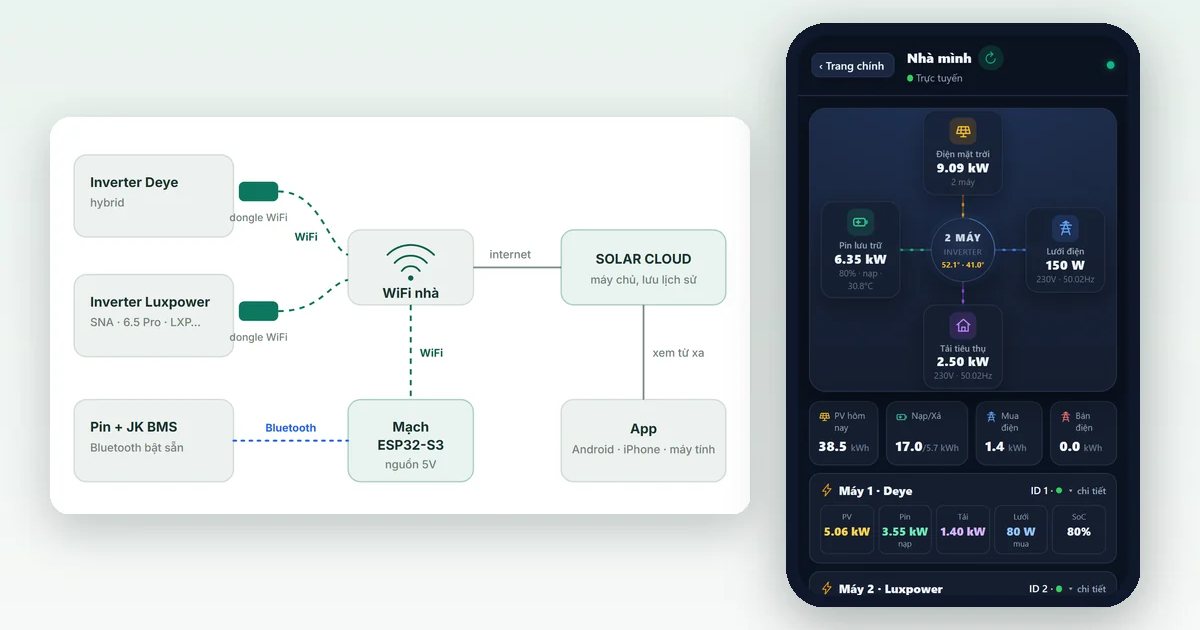 Inverter Deye
hybrid
dongle WiFi
WiFi
Inverter Luxpower
SNA · 6.5 Pro · LXP...
dongle WiFi
WiFi nhà
internet
SOLAR CLOUD
máy chủ, lưu lịch sử
WiFi
xem từ xa
Pin + JK BMS
Bluetooth bật sẵn
Bluetooth
Mạch
ESP32-S3
nguồn 5V
App
Android · iPhone · máy tính
‹ Trang chính
Nhà mình
Trực tuyến
Điện mặt trời
9.09 kW
2 máy
Pin lưu trữ
6.35 kW
80% · nạp ·
30.8°C
2 MÁY
INVERTER
52.1° · 41.0°
Lưới điện
150 W
230V · 50.02Hz
Tải tiêu thụ
2.50 kW
230V · 50.02Hz
PV hôm
nay
38.5 kWh
Nạp/Xả
17.0/5.7 kWh
Mua
điện
1.4 kWh
Bán
điện
0.0 kWh
Máy 1 · Deye
ID 1 · chi tiết
PV
5.06 kW
Pin
3.55 kW
nạp
Tải
1.40 kW
Lưới
80 W
mua
SoC
80%
Máy 2 · Luxpower
ID 2 · chi tiết